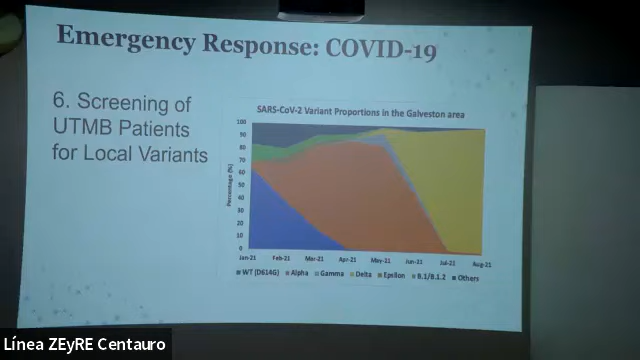 Emergency Response: COVID-19
6. Screening of
UTMB Patients
for Local Variants
SARS-CoV-2 Variant Proportions in the Galveston area
Percentage (%)
100
90
80
70
60
50
40
30
20
10
0
Jan-21 Feb-21 Mar-21 Apr-21 May-21 Jun-21 Jul-21 Aug-21
WT (D614G) Alpha Gamma Delta Epsilon B.1/B.1.2 Others
Línea ZEyRE Centauro